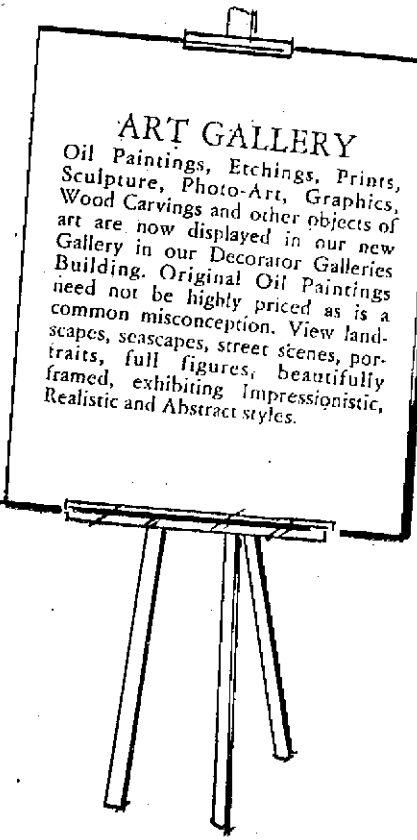 ART GALLERY
Oil Paintings, Etchings, Prints,
Sculpture, Photo-Art, Graphics,
Wood Carvings and other objects of
art are now displayed in our new
Gallery in our Decorator Galleries
Building. Original Oil Paintings
need not be highly priced as is a
common misconception. View land-
scapes, seascapes, street scenes, por-
traits, full figures, beautifully
framed, exhibiting Impressionistic,
Realistic and Abstract styles.